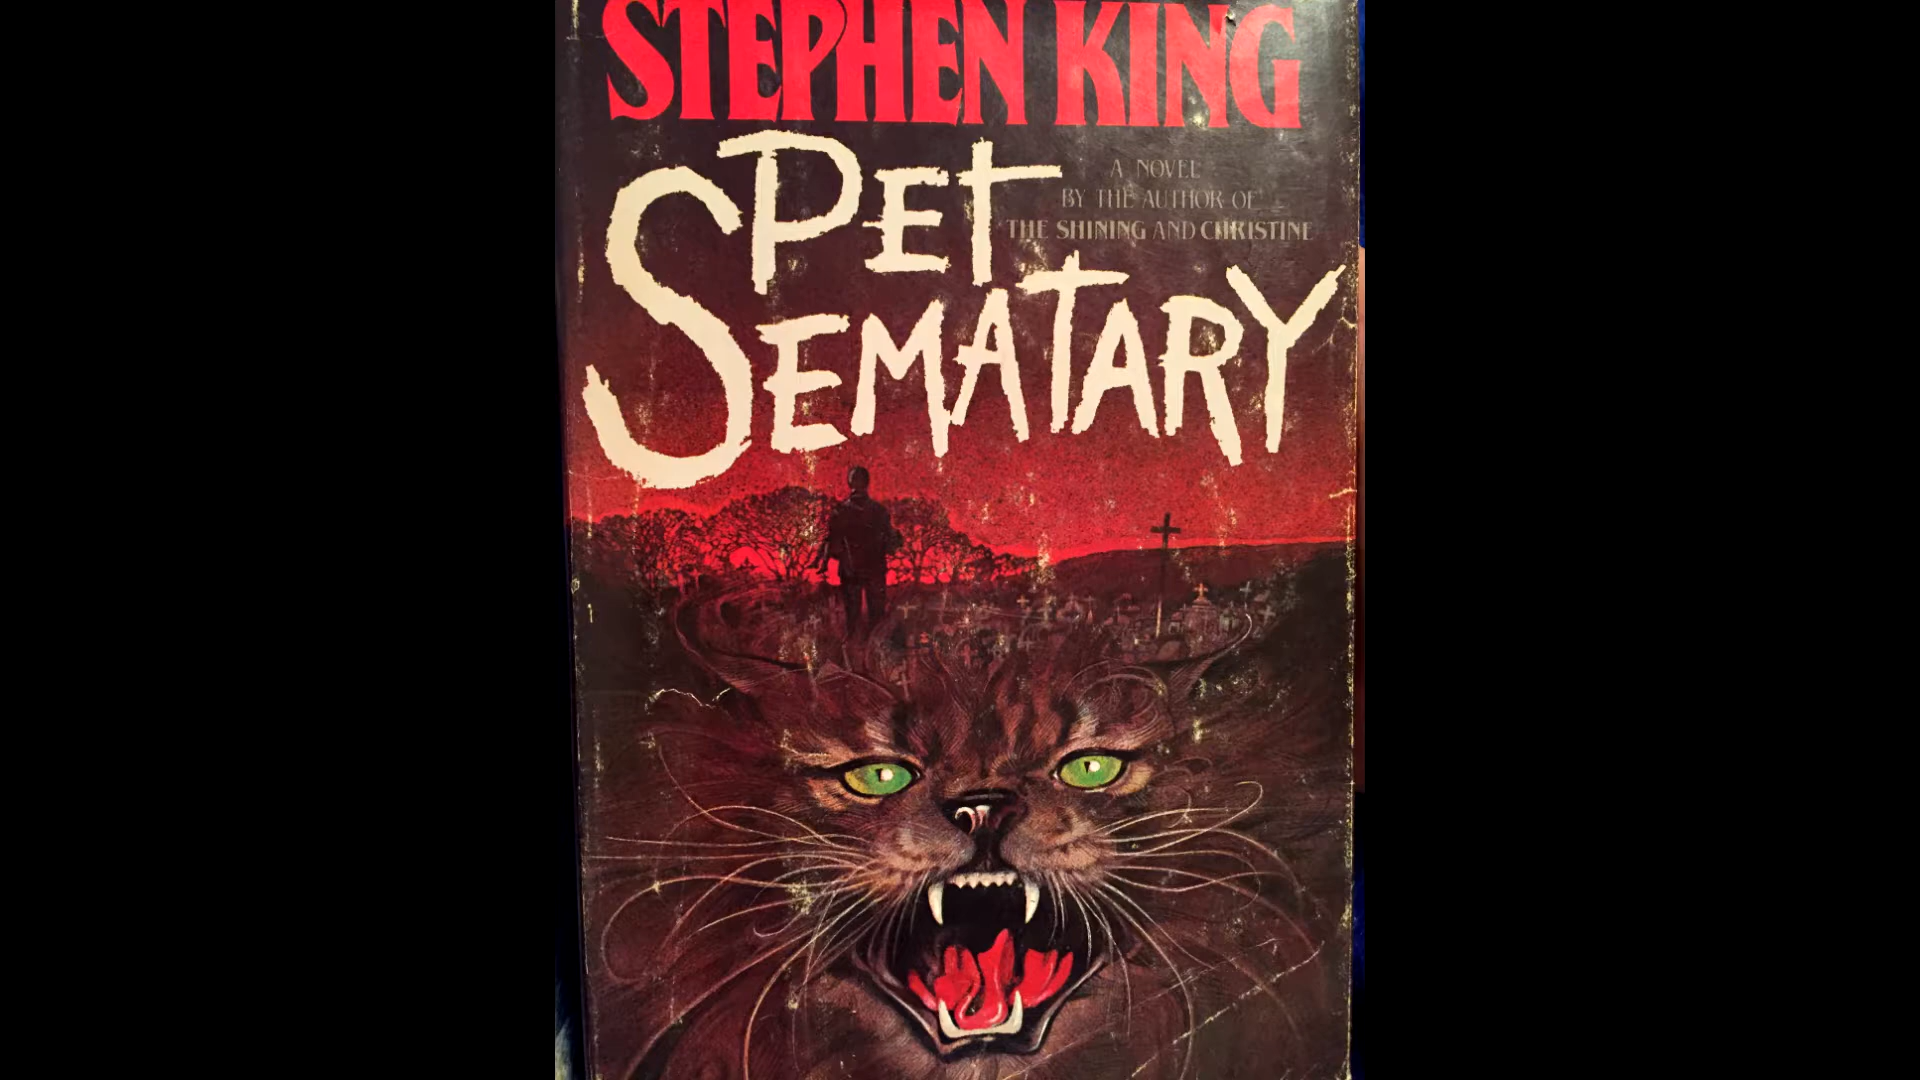 STEPHEN KING
PET
SEMATARY
A NOVEL
BY THE AUTHOR OF
THE SHINING AND CHRISTINE